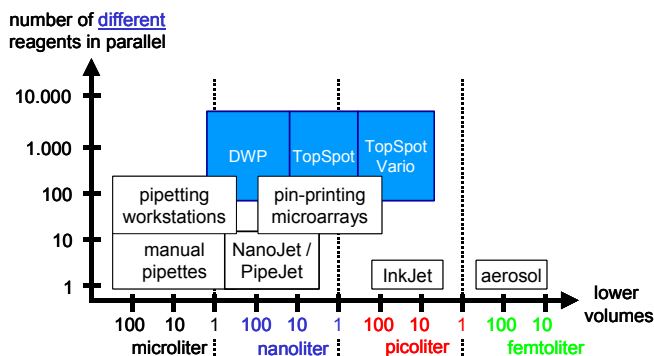 number of different
reagents in parallel
10.000
1.000
100
10
1
DWP
TopSpot
TopSpot
Vario
pipetting
workstations
pin-printing
microarrays
manual
pipettes
NanoJet /
PipeJet
InkJet
aerosol
lower
volumes
100 10 1 100 10 1 100 10 1 100 10
microliter nanoliter picoliter femtoliter